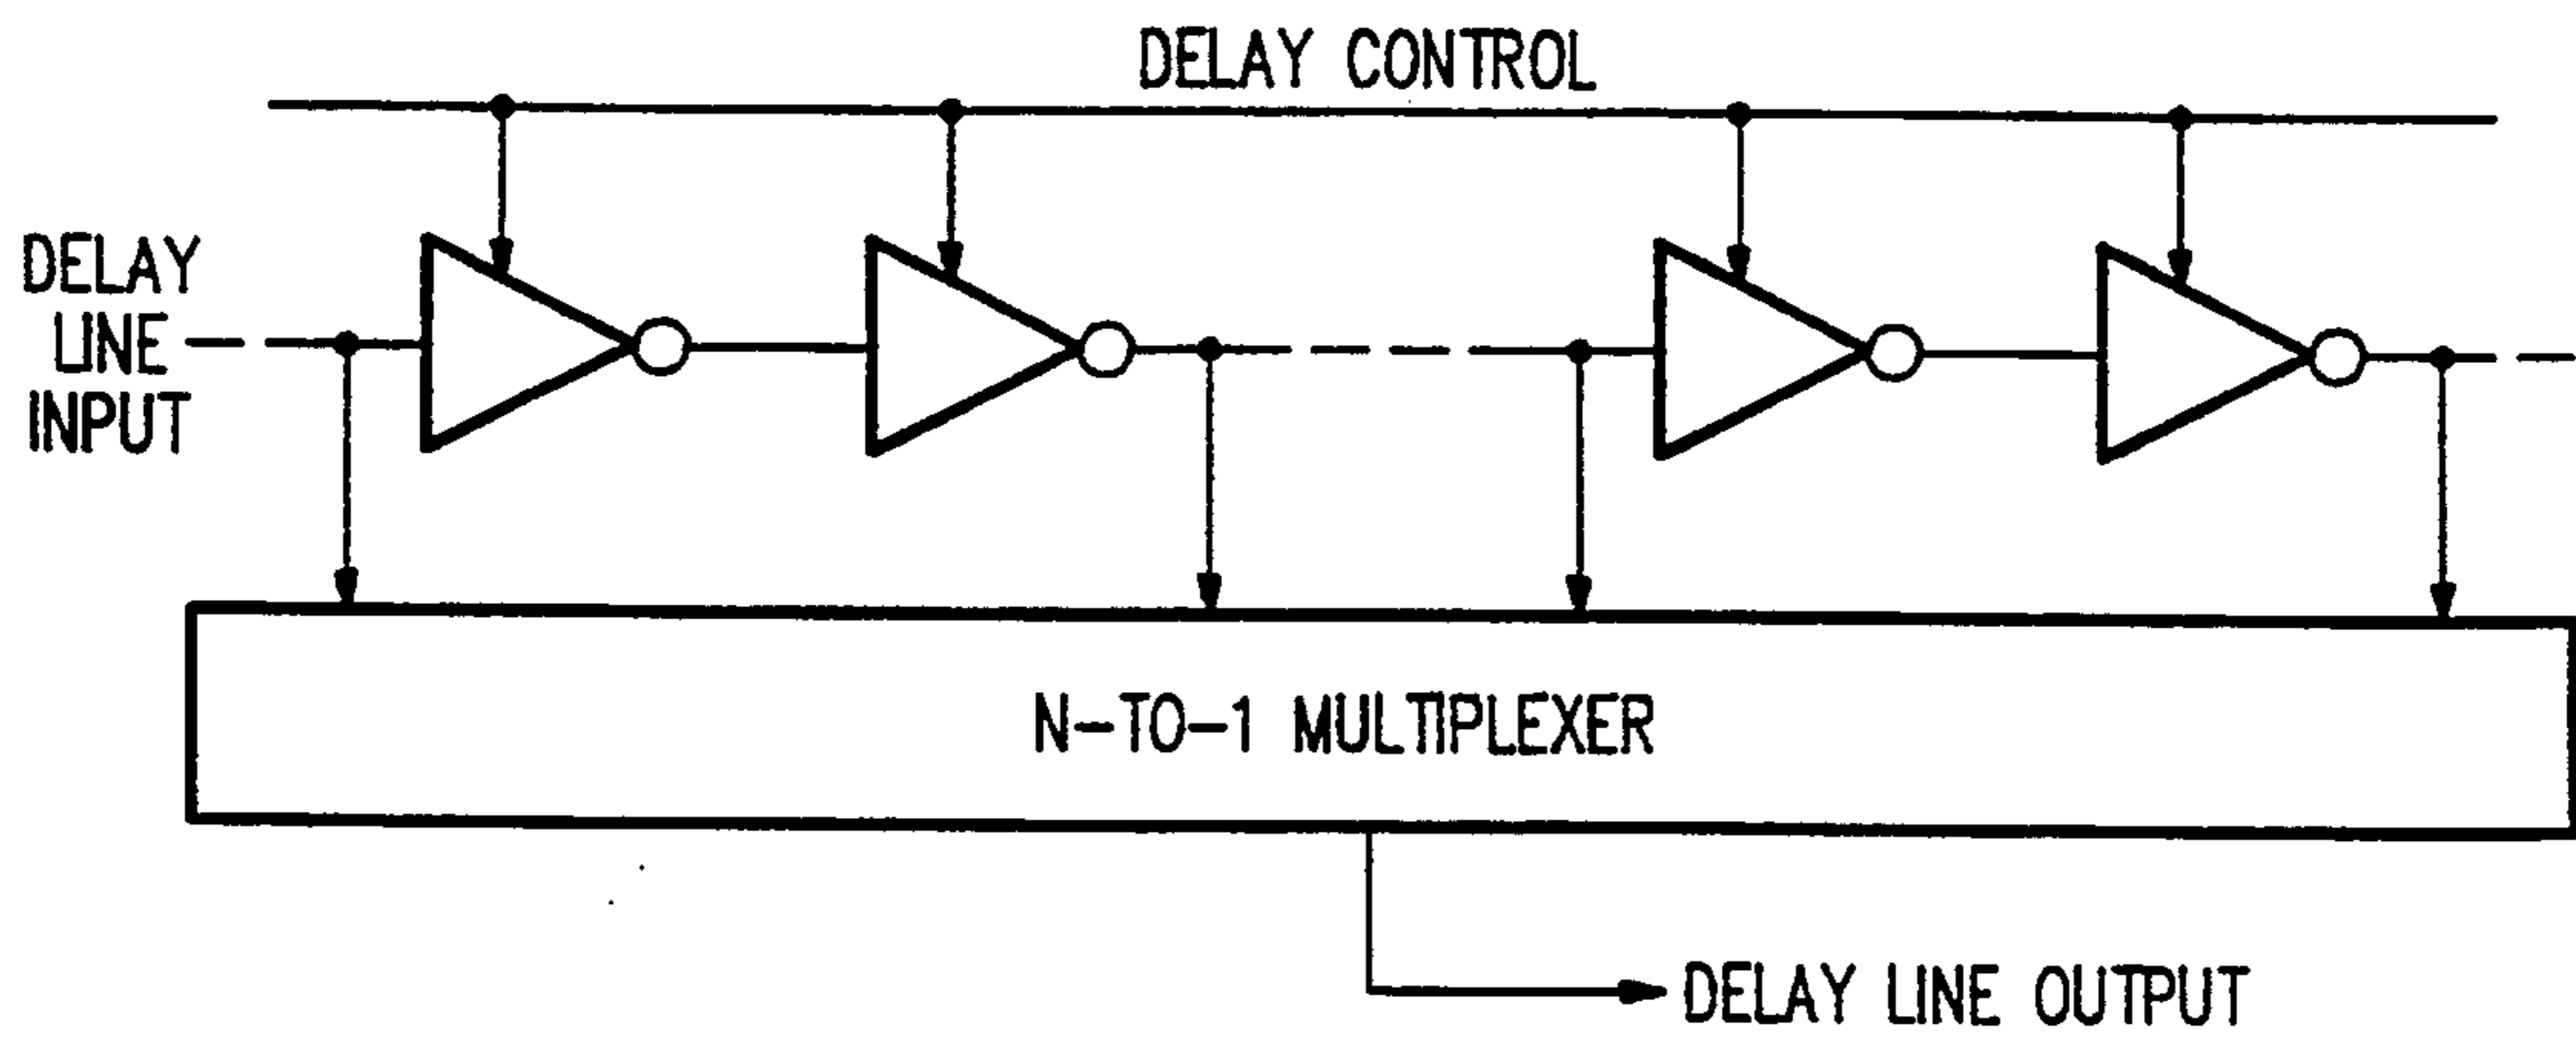 DELAY CONTROL
DELAY
LINE
INPUT
N-TO-1 MULTIPLEXER
DELAY LINE OUTPUT